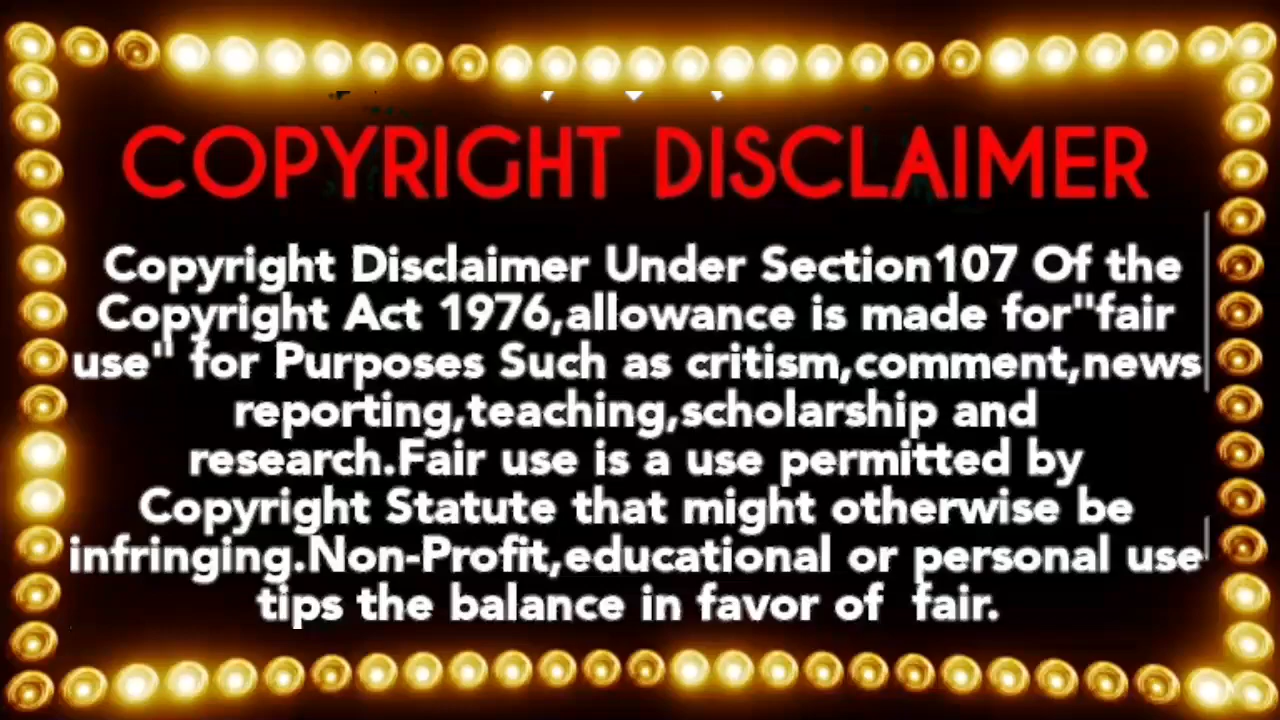 COPYRIGHT DISCLAIMER
Copyright Disclaimer Under Section107 Of the
Copyright Act 1976,allowance is made for"fair
use" for Purposes Such as critism,comment,news
reporting,teaching,scholarship and
research.Fair use is a use permitted by
Copyright Statute that might otherwise be
infringing.Non-Profit,educational or personal use
tips the balance in favor of  fair.